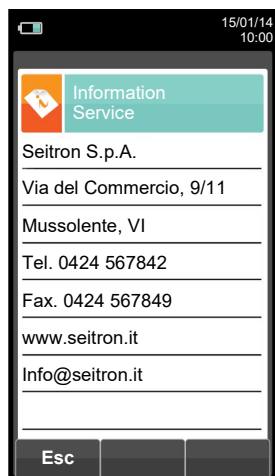 15/01/14
10:00
Information
Service
Seitron S.p.A.
Via del Commercio, 9/11
Mussolente, VI
Tel. 0424 567842
Fax. 0424 567849
www.seitron.it
Info@seitron.it
Esc